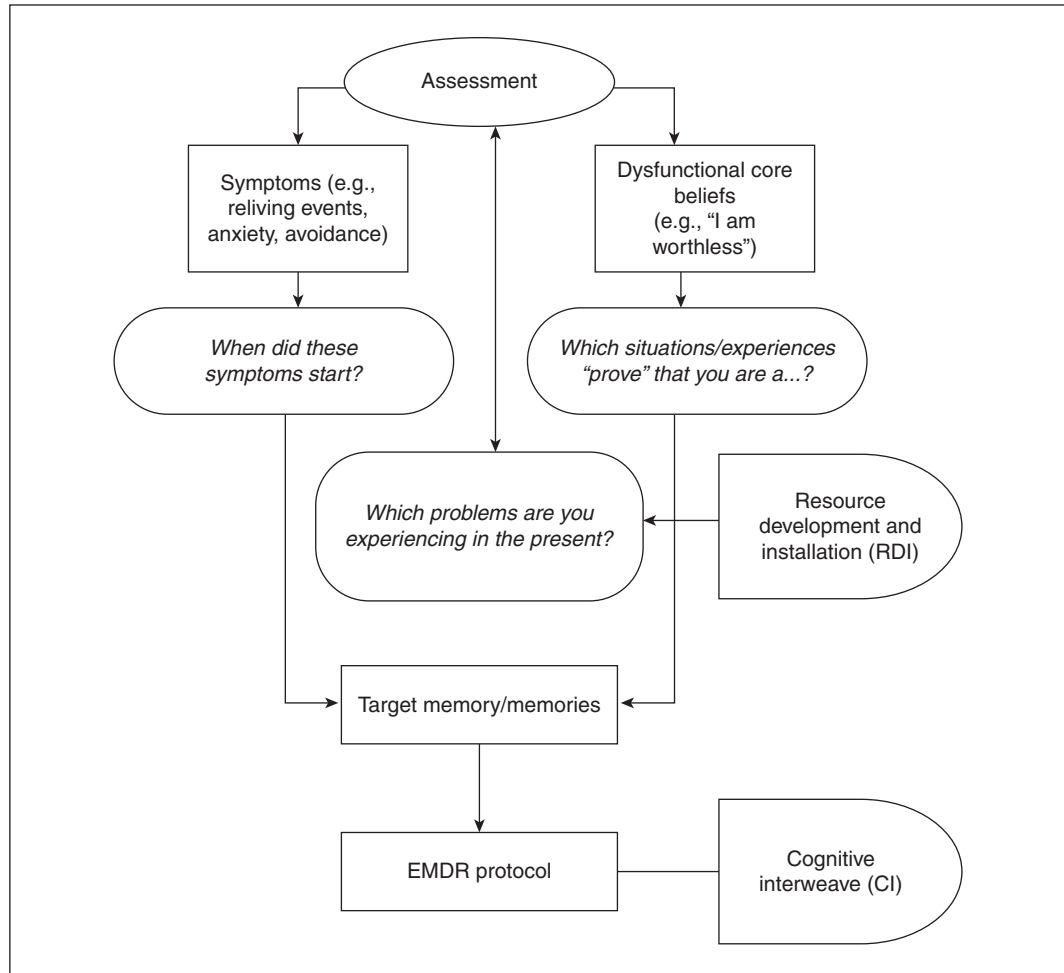 Assessment
Symptoms (e.g.,
reliving events,
anxiety, avoidance)
Dysfunctional core
beliefs
(e.g., “I am
worthless”)
When did these
symptoms start?
Which situations/experiences
“prove” that you are a...?
Which problems are you
experiencing in the present?
Resource
development and
installation (RDI)
Target memory/memories
EMDR protocol
Cognitive
interweave (CI)